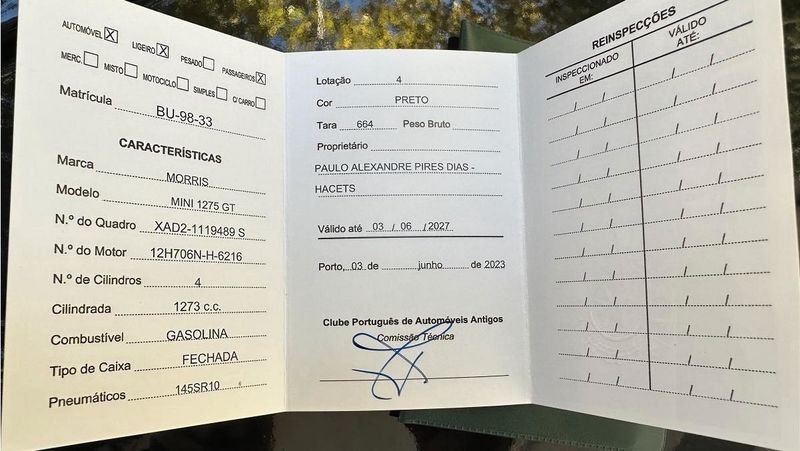 AUTOMÓVEL X LIGEIRO X PESADO PASSAGEIROS X
MERC. MISTO MOTOCICLO SIMPLES C'CARRO
Matrícula BU-98-33
CARACTERÍSTICAS
Marca MORRIS
Modelo MINI 1275 GT
N.º do Quadro XAD2-1119489 S
N.º do Motor 12H706N-H-6216
N.º de Cilindros 4
Cilindrada 1273 c.c.
Combustível GASOLINA
Tipo de Caixa FECHADA
Pneumáticos 145SR10
Lotação 4
Cor PRETO
Tara 664 Peso Bruto
Proprietário
PAULO ALEXANDRE PIRES DIAS -
HACETS
Válido até 03 / 06 / 2027
Porto, 03 de junho de 2023
Clube Português de Automóveis Antigos
Comissão Técnica
REINSPECÇÕES
INSPECCIONADO EM:
VÁLIDO ATÉ: